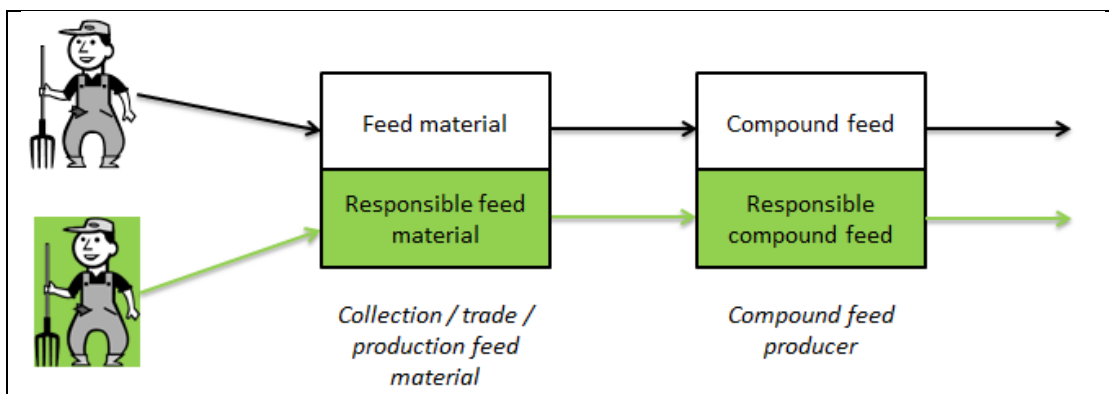 Feed material
Compound feed
Responsible feed
material
Responsible
compound feed
Collection / trade /
production feed
material
Compound feed
producer